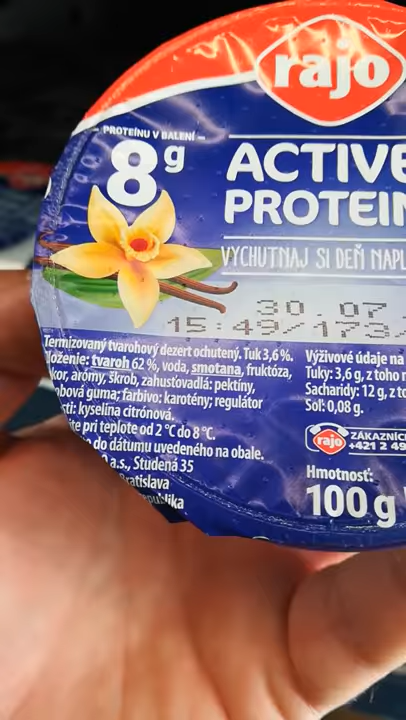 rajo
PROTEÍNU V BALENÍ
8g
ACTIVE
PROTEIN
VYCHUTNAJ SI DEŇ NAPL
30.07
15:49/173/
Termizovaný tvarohový dezert ochutený. Tuk 3,6 %.
loženie: tvaroh 62 %, voda, smotana, fruktóza,
kor, arómy, škrob, zahusťovadlá: pektíny,
bová guma; farbivo: karotény; regulátor
sti: kyselina citrónová.
te pri teplote od 2 °C do 8 °C.
do dátumu uvedeného na obale.
a.s., Studená 35
ratislava
epublika
Výživové údaje na
Tuky: 3,6 g, z toho n
Sacharidy: 12 g, z to
Soľ: 0,08 g.
rajo ZÁKAZNÍC
+421 2 49
Hmotnosť:
100 g